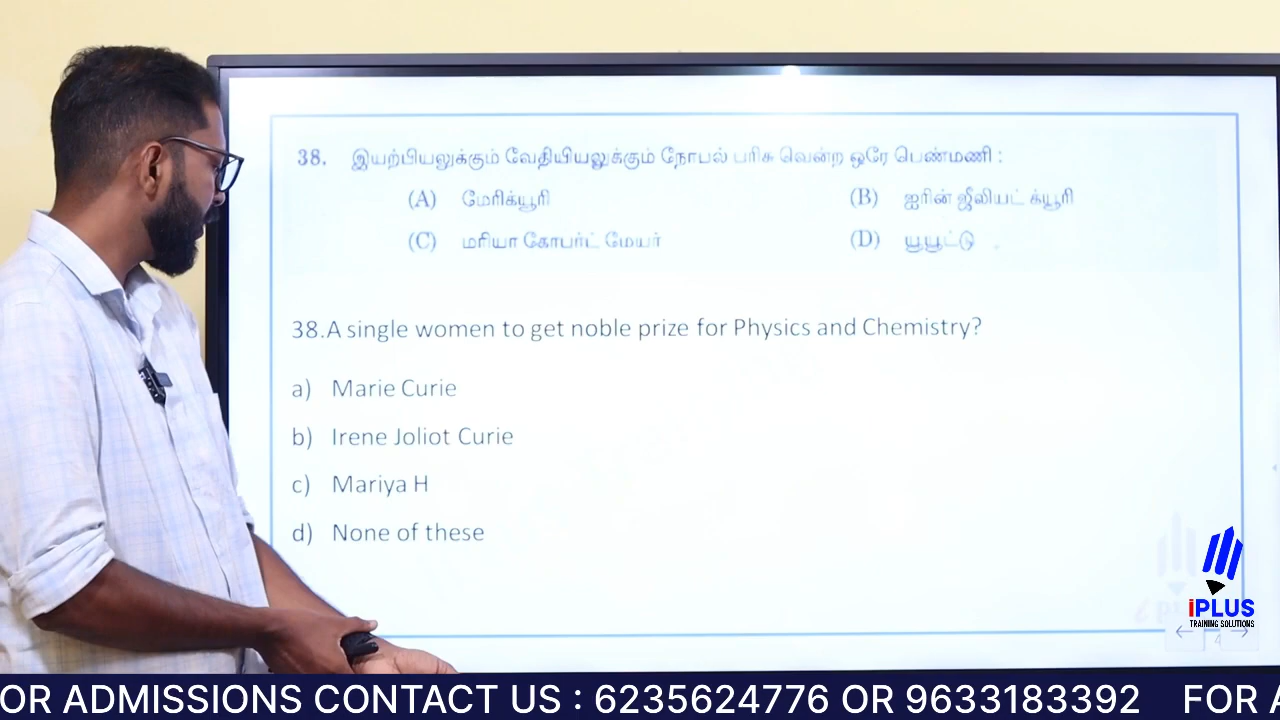 38. இயற்பியலுக்கும் வேதியியலுக்கும் நோபல் பரிசு வென்ற ஒரே பெண்மணி :
(A) மேரிக்யூரி (B) ஐரின் ஜீலியட் க்யூரி
(C) மரியா கோபர்ட் மேயர் (D) யூயூட்டு
38.A single women to get noble prize for Physics and Chemistry?
a) Marie Curie
b) Irene Joliot Curie
c) Mariya H
d) None of these
iPLUS
TRAINING SOLUTIONS
4
OR ADMISSIONS CONTACT US : 6235624776 OR 9633183392 FOR A